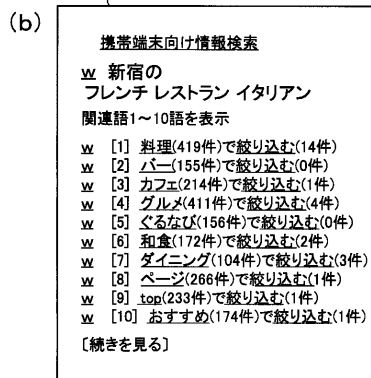 (b)
携帯端末向け情報検索
w 新宿の
フレンチ レストラン イタリアン
関連語1～10語を表示
w [1] 料理(419件)で絞り込む(14件)
w [2] バー(155件)で絞り込む(0件)
w [3] カフェ(214件)で絞り込む(1件)
w [4] グルメ(411件)で絞り込む(4件)
w [5] ぐるなび(156件)で絞り込む(0件)
w [6] 和食(172件)で絞り込む(2件)
w [7] ダイニング(104件)で絞り込む(3件)
w [8] ページ(266件)で絞り込む(1件)
w [9] top(233件)で絞り込む(1件)
w [10] おすすめ(174件)で絞り込む(1件)
〔続きを見る〕